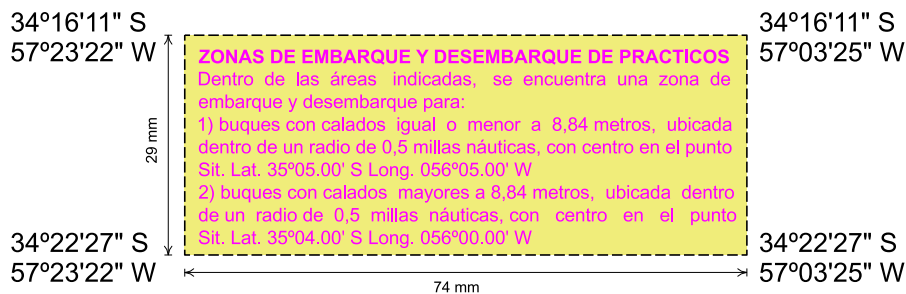 34º16'11" S
57º23'22" W
34º16'11" S
57º03'25" W
ZONAS DE EMBARQUE Y DESEMBARQUE DE PRACTICOS
Dentro de las áreas indicadas, se encuentra una zona de
embarque y desembarque para:
1) buques con calados igual o menor a 8,84 metros, ubicada
dentro de un radio de 0,5 millas náuticas, con centro en el punto
Sit. Lat. 35º05.00' S Long. 056º05.00' W
2) buques con calados mayores a 8,84 metros, ubicada dentro
de un radio de 0,5 millas náuticas, con centro en el punto
Sit. Lat. 35º04.00' S Long. 056º00.00' W
29 mm
34º22'27" S
57º23'22" W
34º22'27" S
57º03'25" W
74 mm